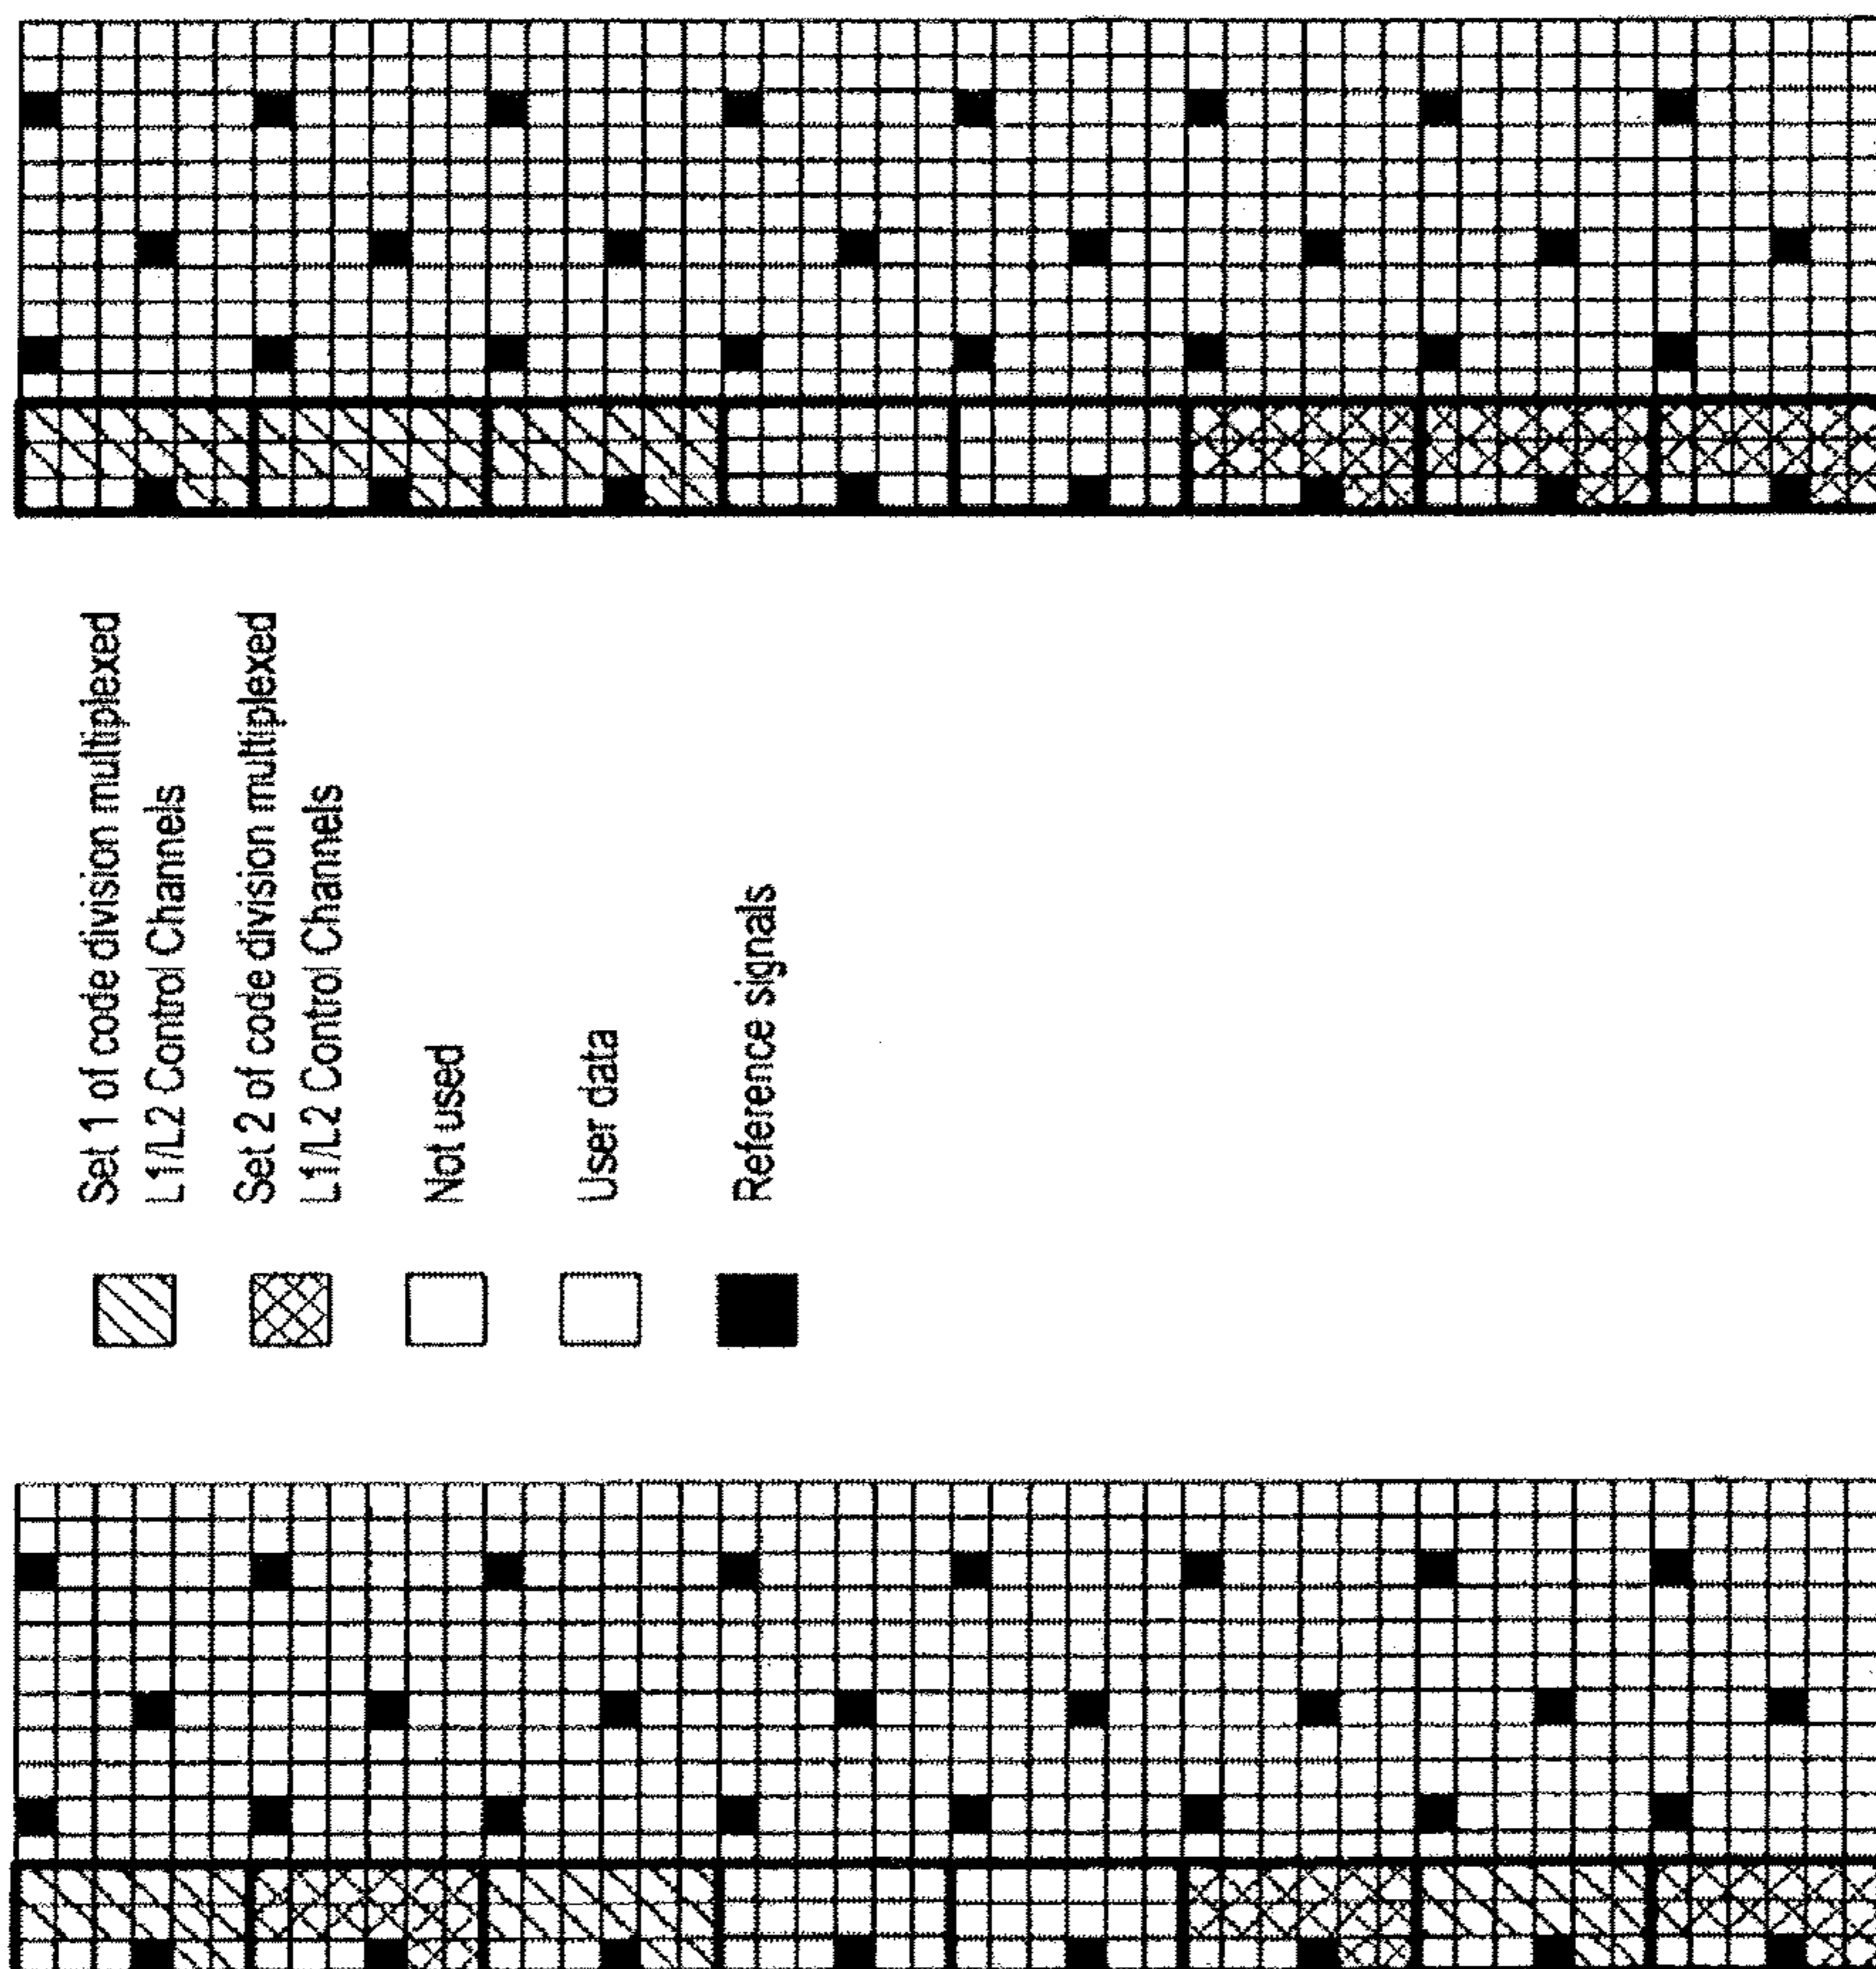 Set 1 of code division multiplexed
L1/L2 Control Channels
Set 2 of code division multiplexed
L1/L2 Control Channels
Not used
User data
Reference signals